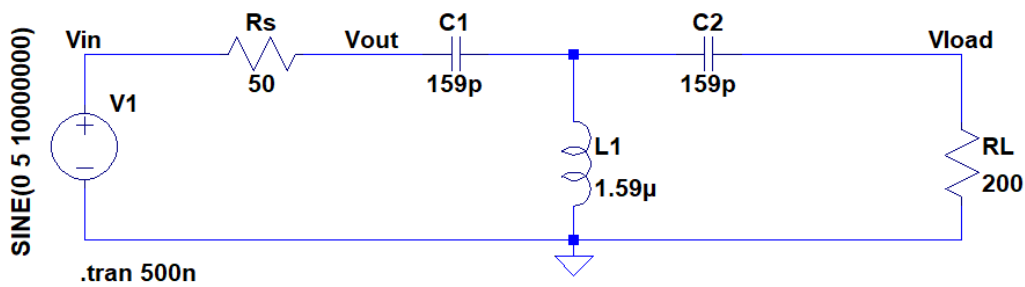 Vin
Rs
50
Vout
C1
159p
C2
159p
Vload
V1
SINE(0 5 10000000)
L1
1.59µ
RL
200
.tran 500n